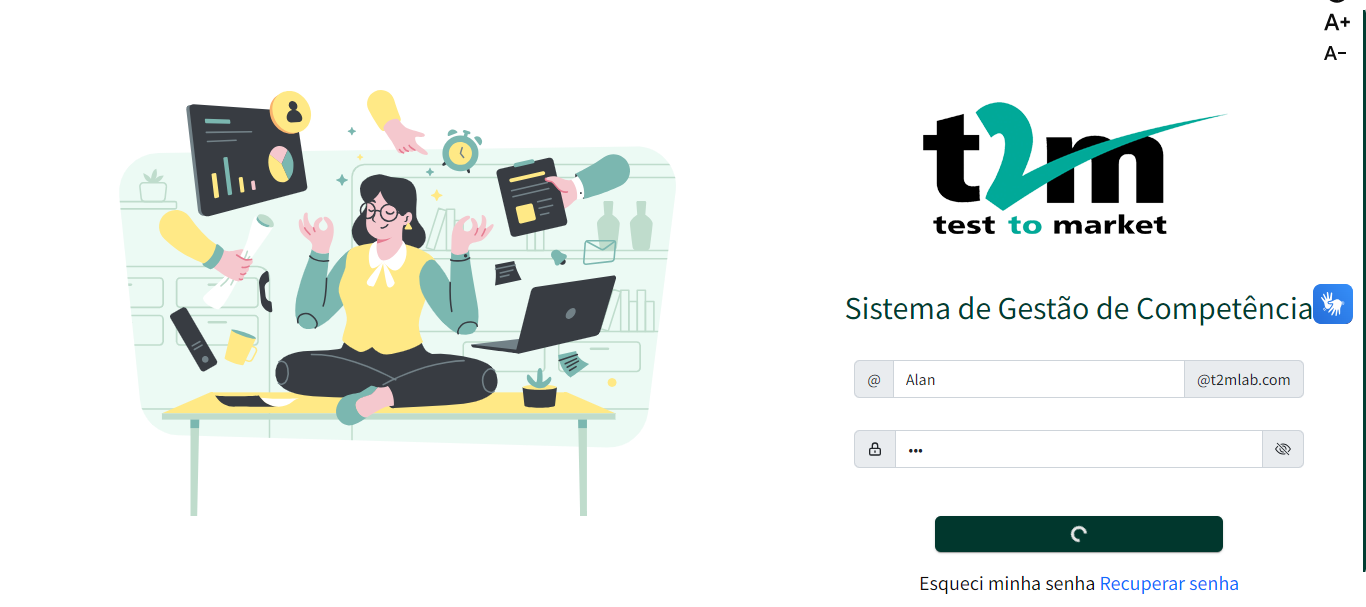 A+
A-
t2m
test to market
Sistema de Gestão de Competência
@ Alan @t2mlab.com
•••
Esqueci minha senha Recuperar senha